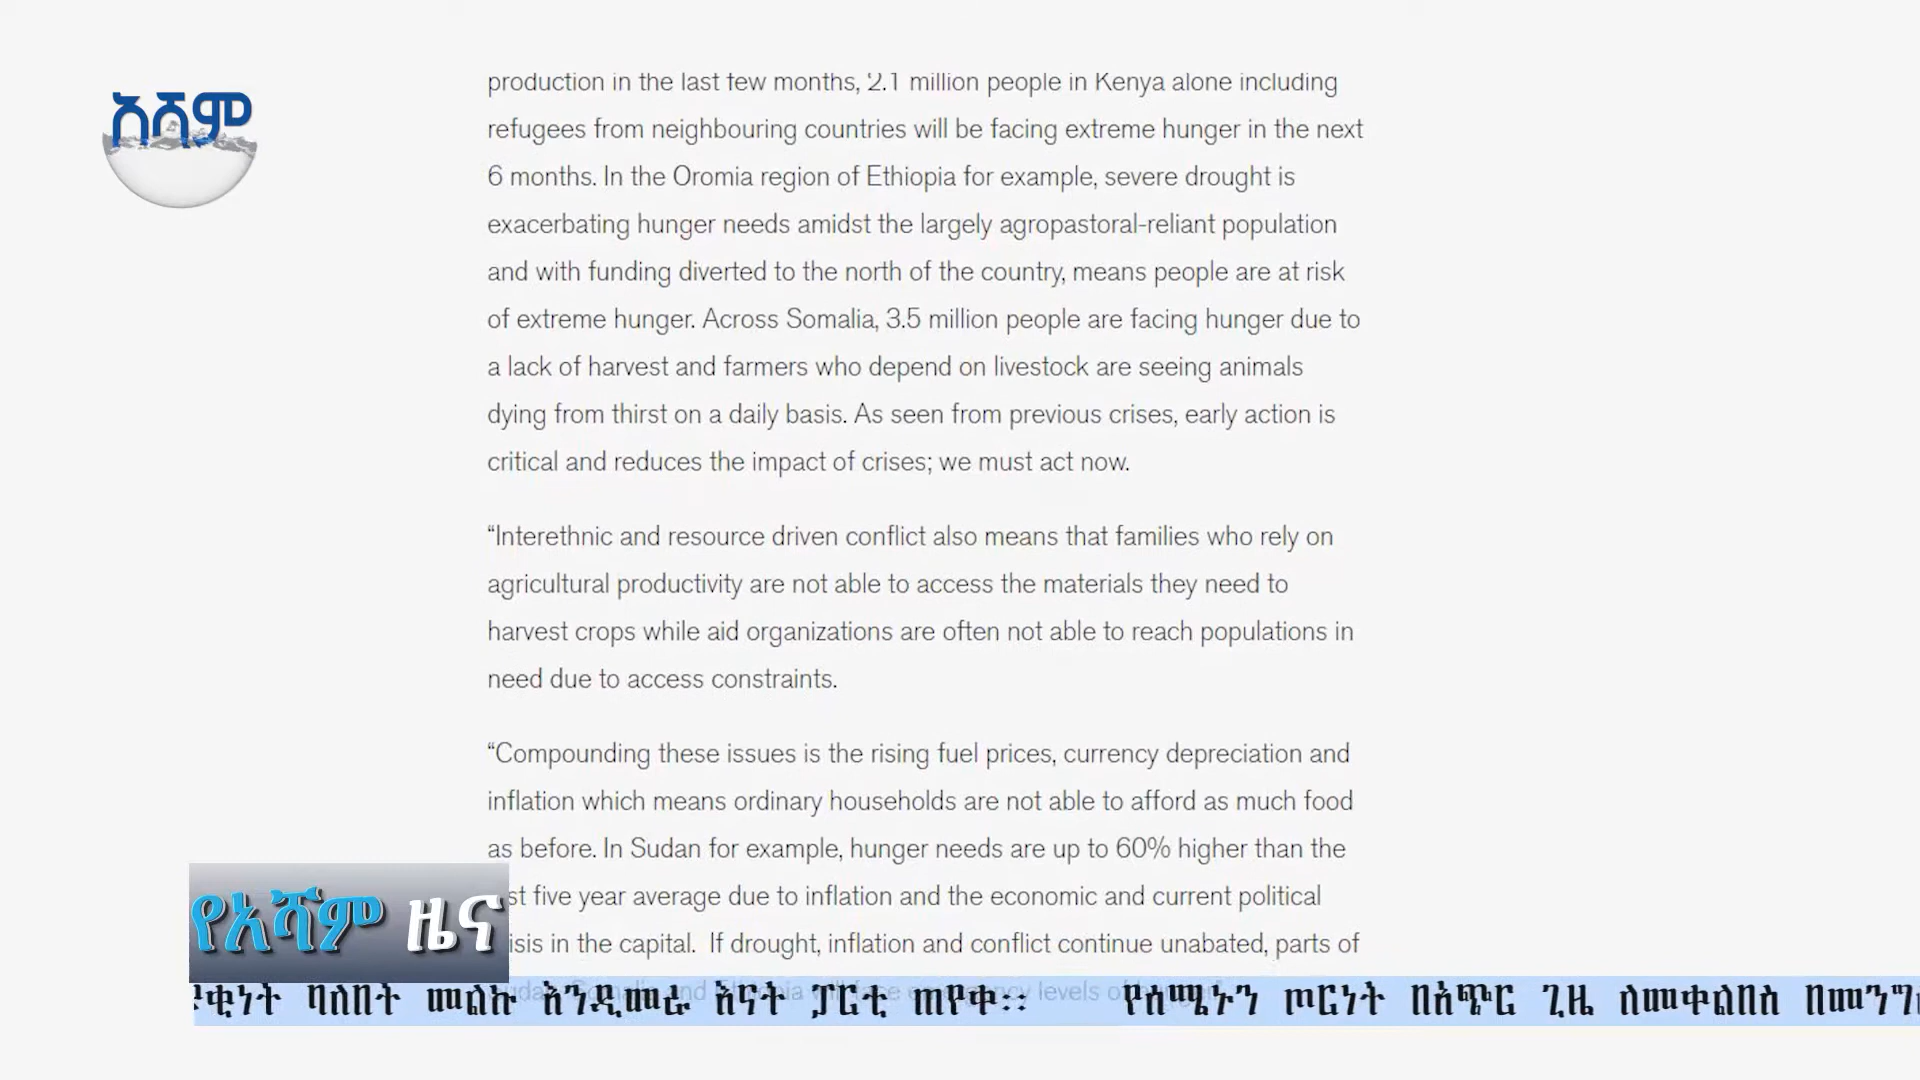 አሻም
production in the last few months, 2.1 million people in Kenya alone including
refugees from neighbouring countries will be facing extreme hunger in the next
6 months. In the Oromia region of Ethiopia for example, severe drought is
exacerbating hunger needs amidst the largely agropastoral-reliant population
and with funding diverted to the north of the country, means people are at risk
of extreme hunger. Across Somalia, 3.5 million people are facing hunger due to
a lack of harvest and farmers who depend on livestock are seeing animals
dying from thirst on a daily basis. As seen from previous crises, early action is
critical and reduces the impact of crises; we must act now.
“Interethnic and resource driven conflict also means that families who rely on
agricultural productivity are not able to access the materials they need to
harvest crops while aid organizations are often not able to reach populations in
need due to access constraints.
“Compounding these issues is the rising fuel prices, currency depreciation and
inflation which means ordinary households are not able to afford as much food
as before. In Sudan for example, hunger needs are up to 60% higher than the
five year average due to inflation and the economic and current political
in the capital. If drought, inflation and conflict continue unabated, parts of
የአሻም ዜና
ባለበት መልኩ እንዲመራ እናት ፓርቲ ጠየቀ፡፡ የሰሜኑን ጦርነት በአጭር ጊዜ ለመቀልበስ